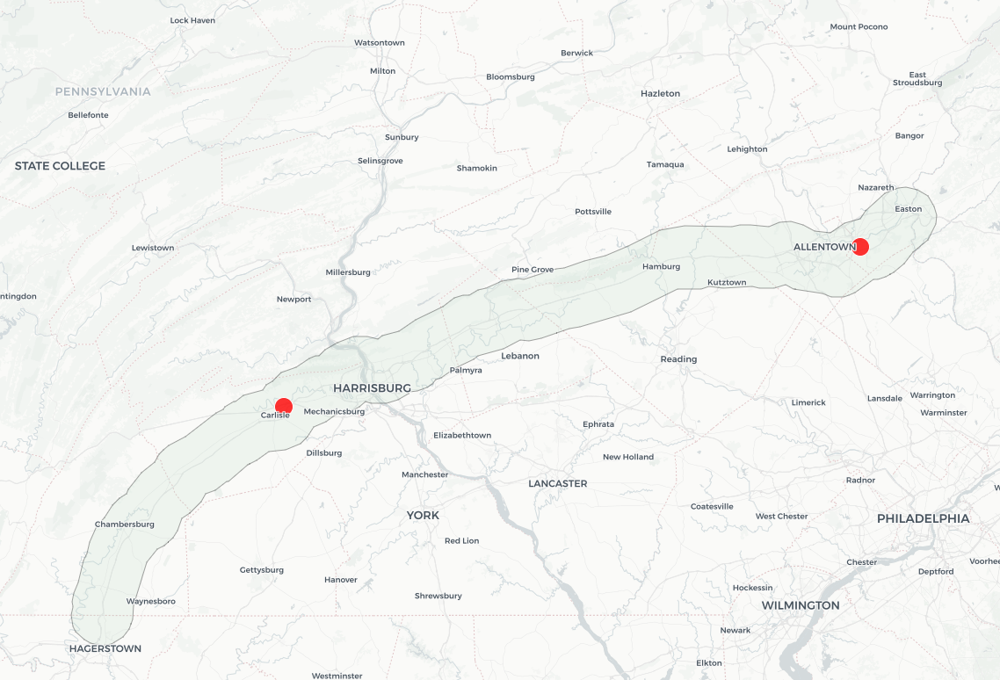 Lock Haven
Mount Pocono
Watsontown
Berwick
Milton
Bloomsburg
East
Stroudsburg
PENNSYLVANIA
Hazleton
Bellefonte
Sunbury
Bangor
Lehighton
Selinsgrove
STATE COLLEGE
Shamokin
Tamaqua
Nazareth
Pottsville
Easton
Lewistown
ALLENTOWN
Hamburg
Pine Grove
Millersburg
Kutztown
ntingdon
Newport
Lebanon
Reading
Palmyra
HARRISBURG
Warrington
Lansdale
Limerick
Mechanicsburg
Warminster
Carlisle
Ephrata
Elizabethtown
Dillsburg
New Holland
Manchester
Radnor
LANCASTER
W
Coatesville
YORK
West Chester
PHILADELPHIA
Chambersburg
Red Lion
Chester
Voorhee
Gettysburg
Deptford
Hanover
Hockessin
Shrewsbury
Waynesboro
WILMINGTON
Newark
HAGERSTOWN
Elkton
Westminster